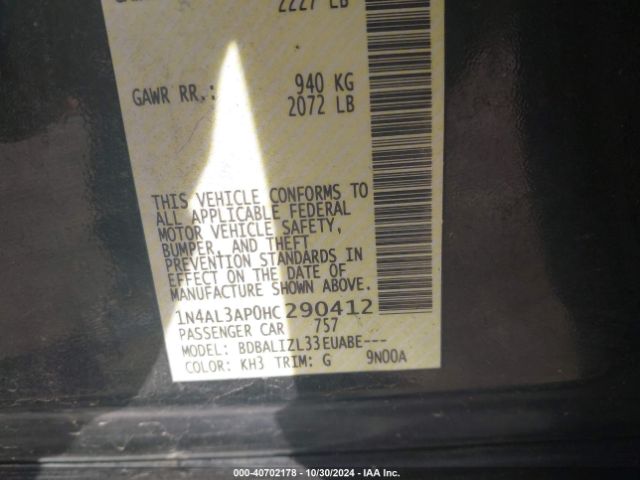 2227 LB
GAWR RR.: 940 KG
2072 LB
THIS VEHICLE CONFORMS TO
ALL APPLICABLE FEDERAL
MOTOR VEHICLE SAFETY,
BUMPER, AND THEFT
PREVENTION STANDARDS IN
EFFECT ON THE DATE OF
MANUFACTURE SHOWN ABOVE.
1N4AL3AP0HC290412
PASSENGER CAR 757
MODEL: BDBALIZL33EUABE---
COLOR: KH3 TRIM: G 9N00A
000-40702178 - 10/30/2024 - IAA Inc.